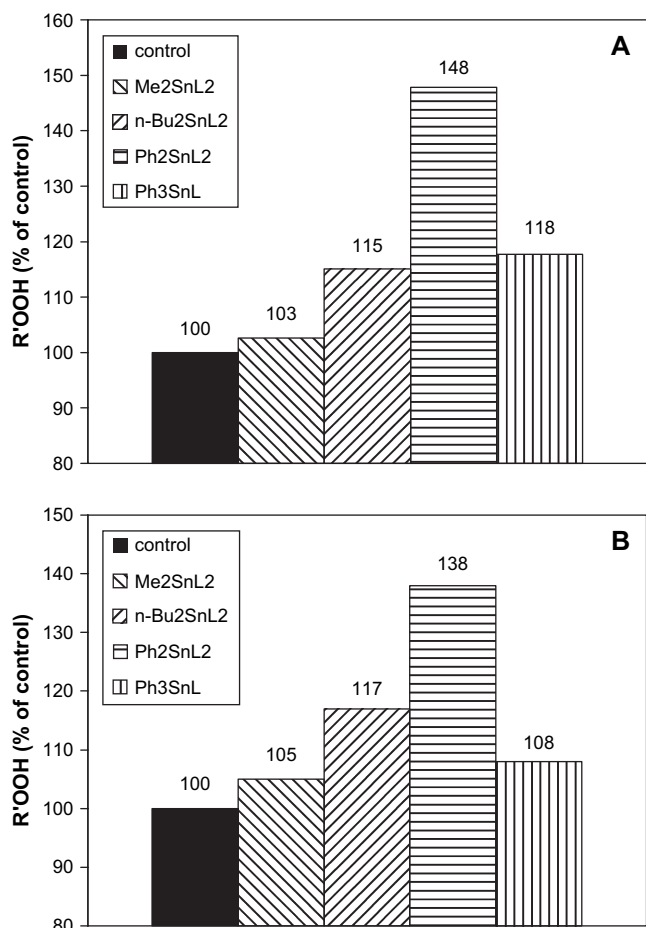 160
150
140
130
120
110
100
90
80
R'OOH (% of control)
control
Me2SnL2
n-Bu2SnL2
Ph2SnL2
Ph3SnL
A
100
103
115
148
118
150
140
130
120
110
100
90
80
R'OOH (% of control)
control
Me2SnL2
n-Bu2SnL2
Ph2SnL2
Ph3SnL
B
100
105
117
138
108